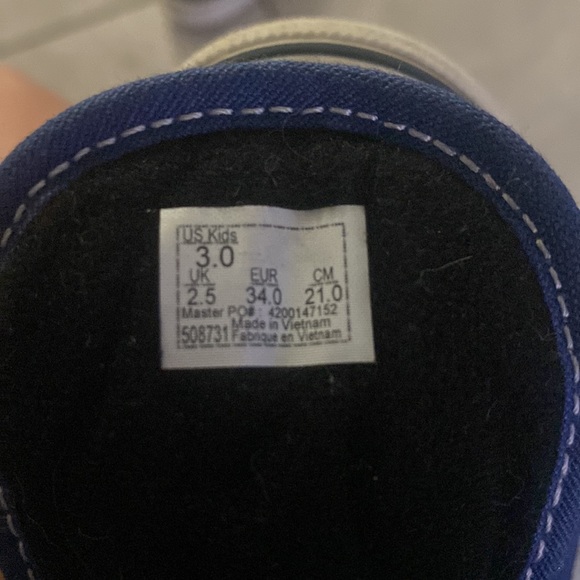 US Kids
3.0
UK EUR CM
2.5 34.0 21.0
Master PO# : 4200147152
Made in Vietnam
508731 Fabrique en Vietnam